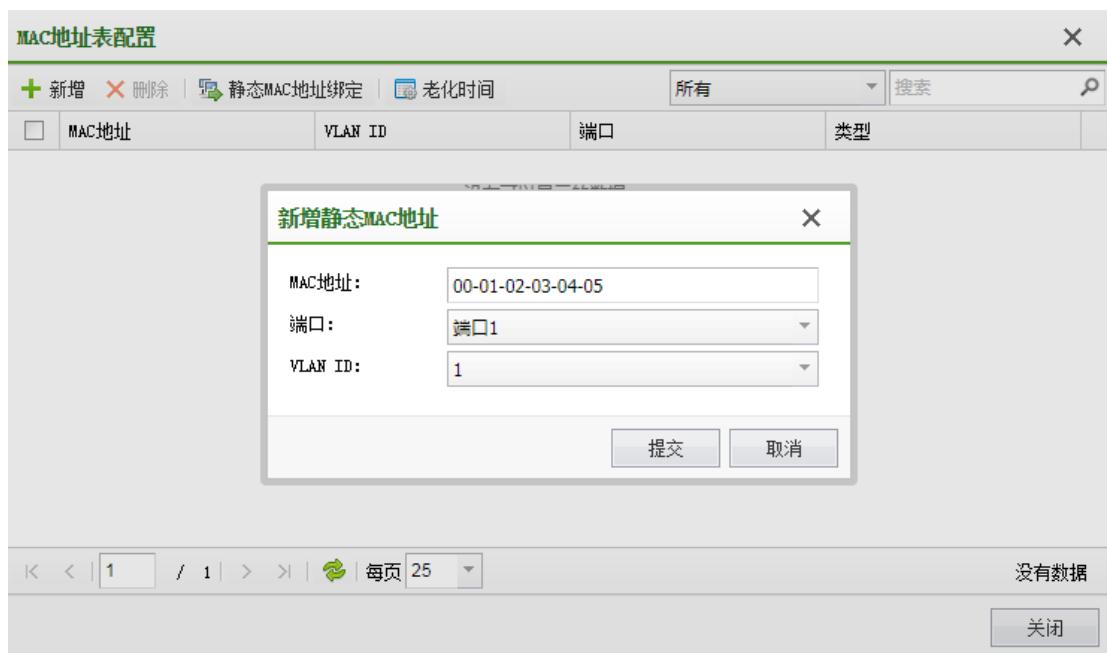 MAC地址表配置
新增 删除 静态MAC地址绑定 老化时间 所有 搜索
MAC地址 VLAN ID 端口 类型
新增静态MAC地址
MAC地址: 00-01-02-03-04-05
端口: 端口1
VLAN ID: 1
提交 取消
1 / 1 每页 25 没有数据
关闭